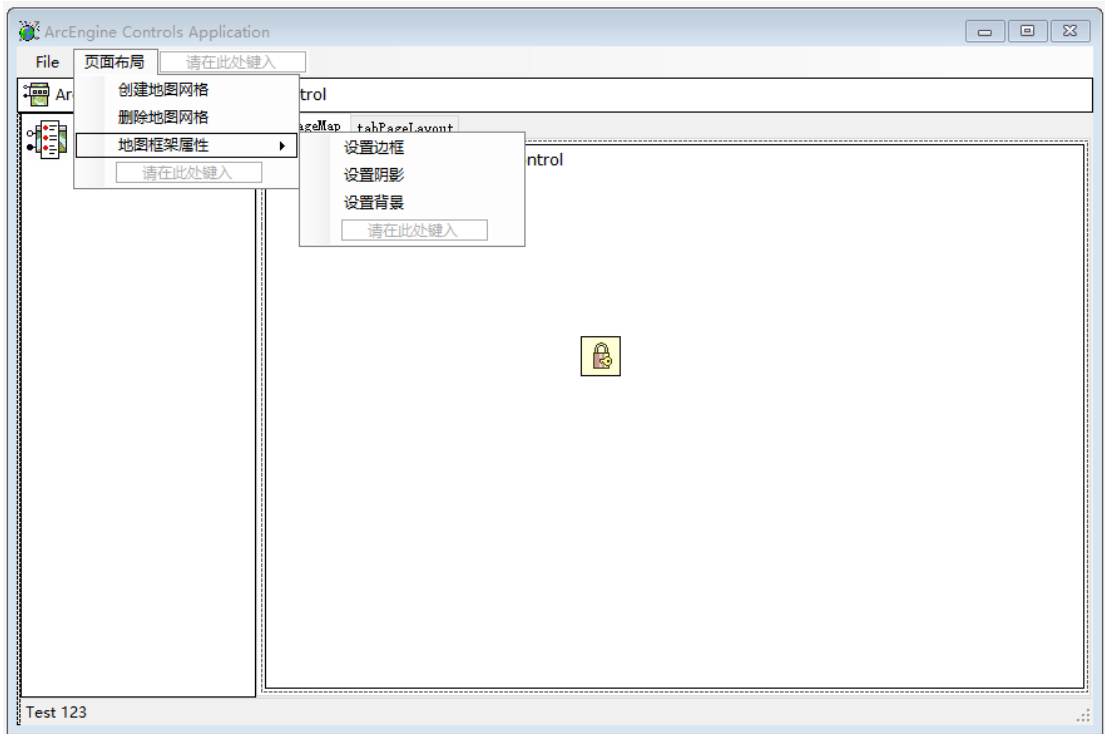 ArcEngine Controls Application
File 页面布局 请在此处键入
创建地图网格
Ar trol
删除地图网格
ageMap tabPageLayout
地图框架属性
设置边框
ntrol
请在此处键入
设置阴影
设置背景
请在此处键入
Test 123